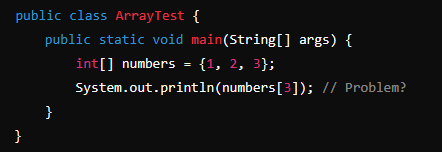 public class ArrayTest {
    public static void main(String[] args) {
        int[] numbers = {1, 2, 3};
        System.out.println(numbers[3]); // Problem?
    }
}